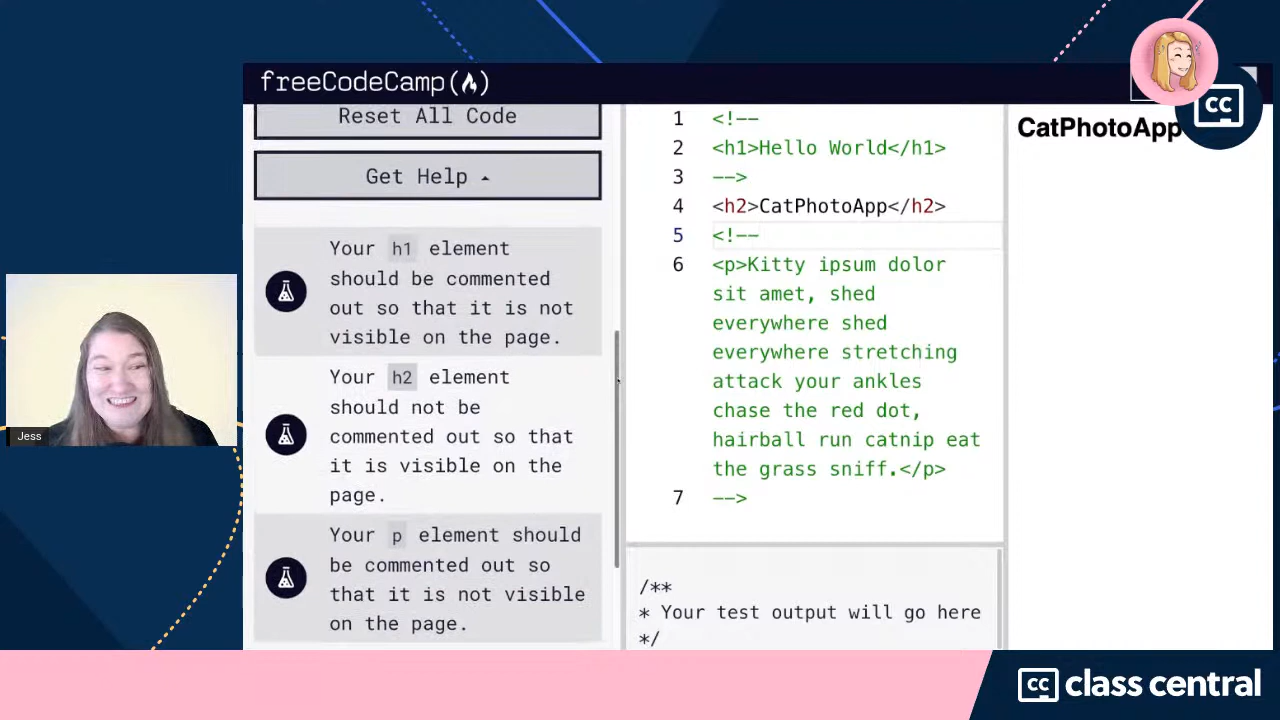 freeCodeCamp
Reset All Code
Get Help
Your h1 element
should be commented
out so that it is not
visible on the page.
Your h2 element
should not be
commented out so that
it is visible on the
page.
Your p element should
be commented out so
that it is not visible
on the page.
1 <!--
2 <h1>Hello World</h1>
3 -->
4 <h2>CatPhotoApp</h2>
5 <!--
6 <p>Kitty ipsum dolor
sit amet, shed
everywhere shed
everywhere stretching
attack your ankles
chase the red dot,
hairball run catnip eat
the grass sniff.</p>
7 -->
/**
* Your test output will go here
*/
CatPhotoApp
cc
Jess
cc class central